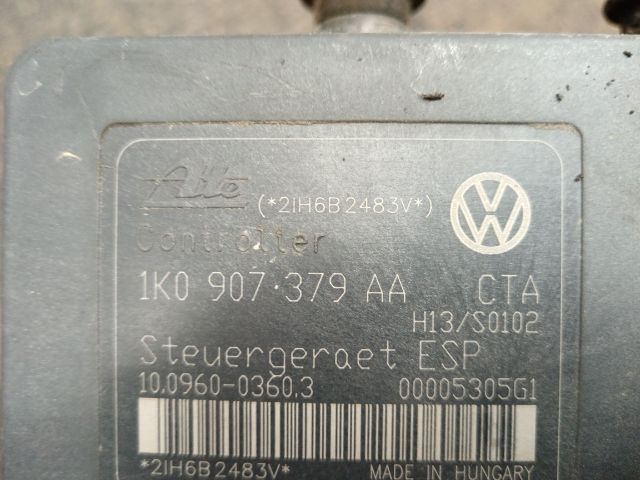 Ate (*2IH6B2483V*)
Controller
1K0 907.379 AA CTA
H13/S0102
Steuergeraet ESP
10.0960-0360.3 00005305G1
*2IH6B2483V* MADE IN HUNGARY